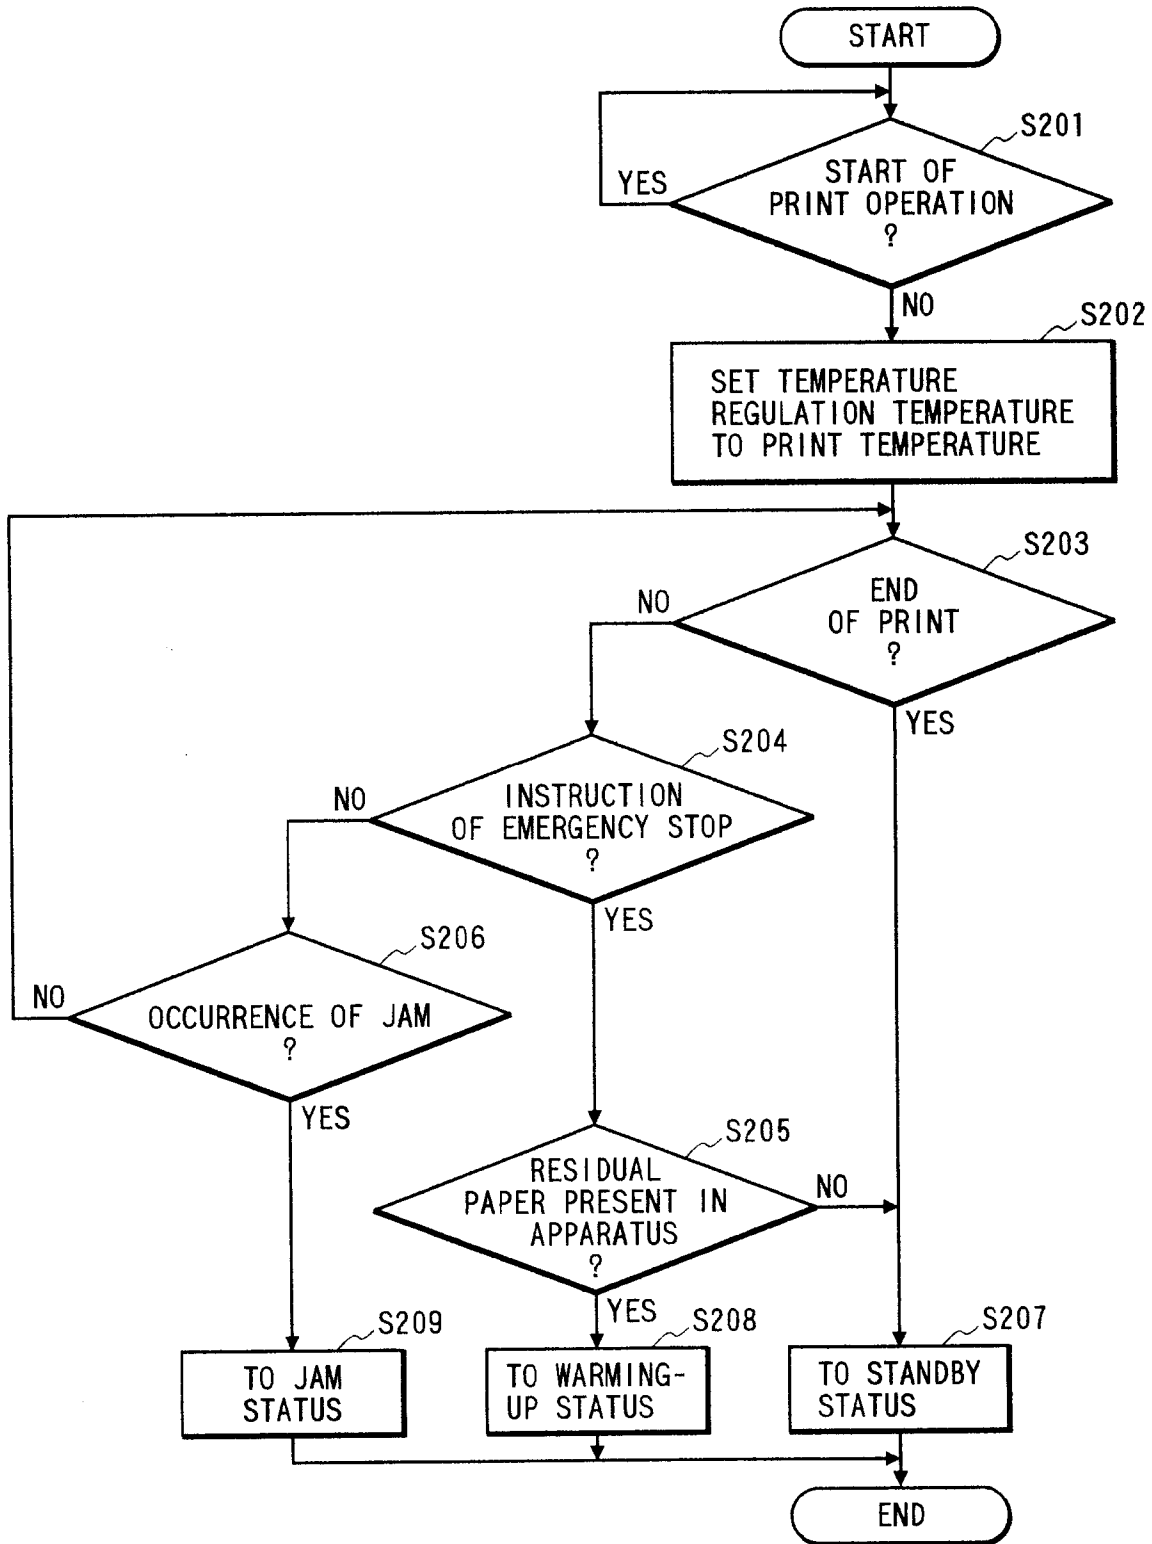 START
S201
YES
START OF
PRINT OPERATION
?
NO
S202
SET TEMPERATURE
REGULATION TEMPERATURE
TO PRINT TEMPERATURE
S203
NO
END
OF PRINT
?
YES
S204
NO
INSTRUCTION
OF EMERGENCY STOP
?
YES
S206
NO
OCCURRENCE OF JAM
?
YES
S205
RESIDUAL
PAPER PRESENT IN
APPARATUS
?
NO
YES
S209
TO JAM
STATUS
S208
TO WARMING-
UP STATUS
S207
TO STANDBY
STATUS
END